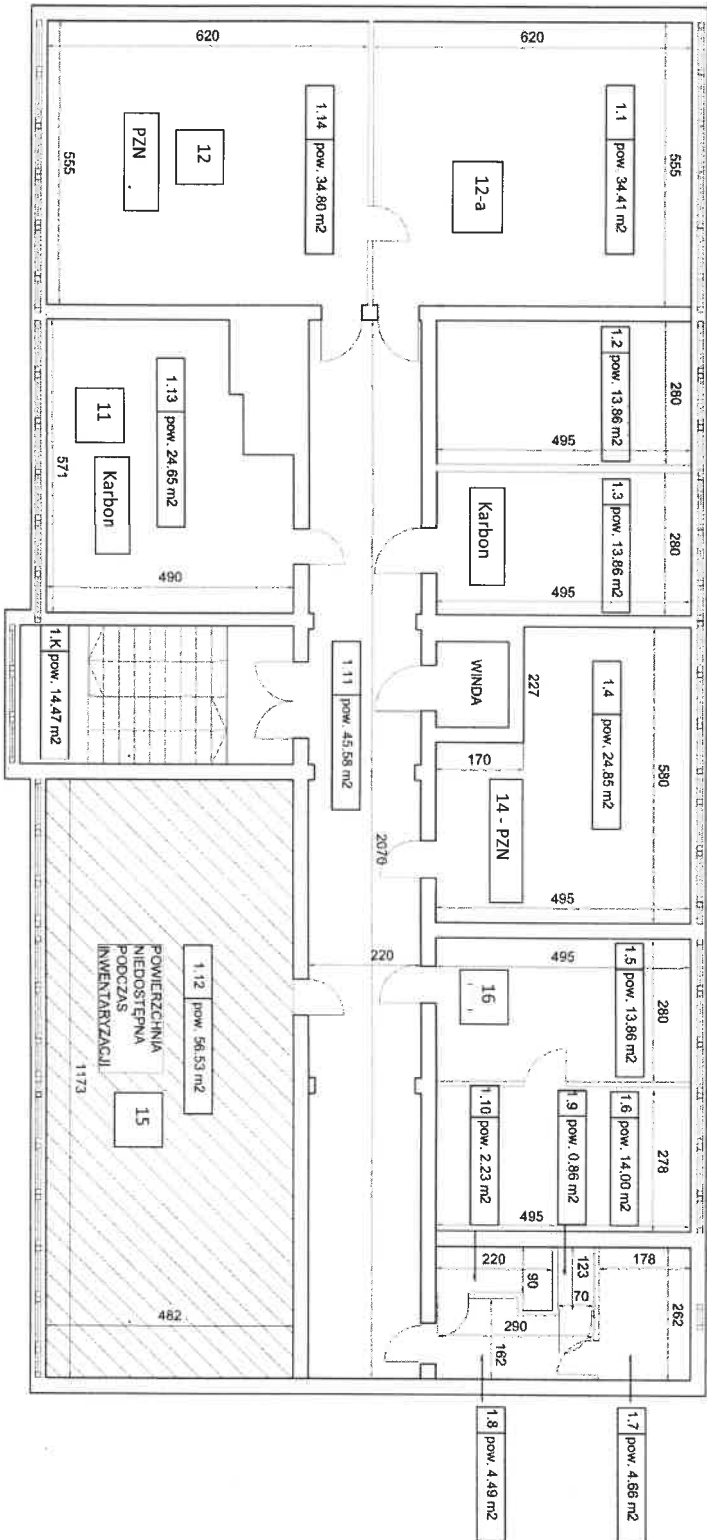 620
620
1.14 pow. 34.80 m2
1.1 pow. 34.41 m2
12
PZN
12-a
555
555
1.13 pow. 24.65 m2
11
Karbon
571
490
1.2 pow. 13.86 m2
280
495
1.3 pow. 13.86 m2
280
Karbon
495
1.K pow. 14.47 m2
1.11 pow. 45.58 m2
WINDA
227
1.4 pow. 24.85 m2
580
170
14 - PZN
2070
495
220
1.12 pow. 56.53 m2
POWIERZCHNIA
NIEDOSTĘPNA
PODCZAS
INWENTARYZACJI
15
1173
482
495
1.5 pow. 13.86 m2
280
16
1.10 pow. 2.23 m2
1.9 pow. 0.86 m2
1.6 pow. 14.00 m2
278
495
220
90
123
70
178
262
290
162
1.8 pow. 4.49 m2
1.7 pow. 4.66 m2